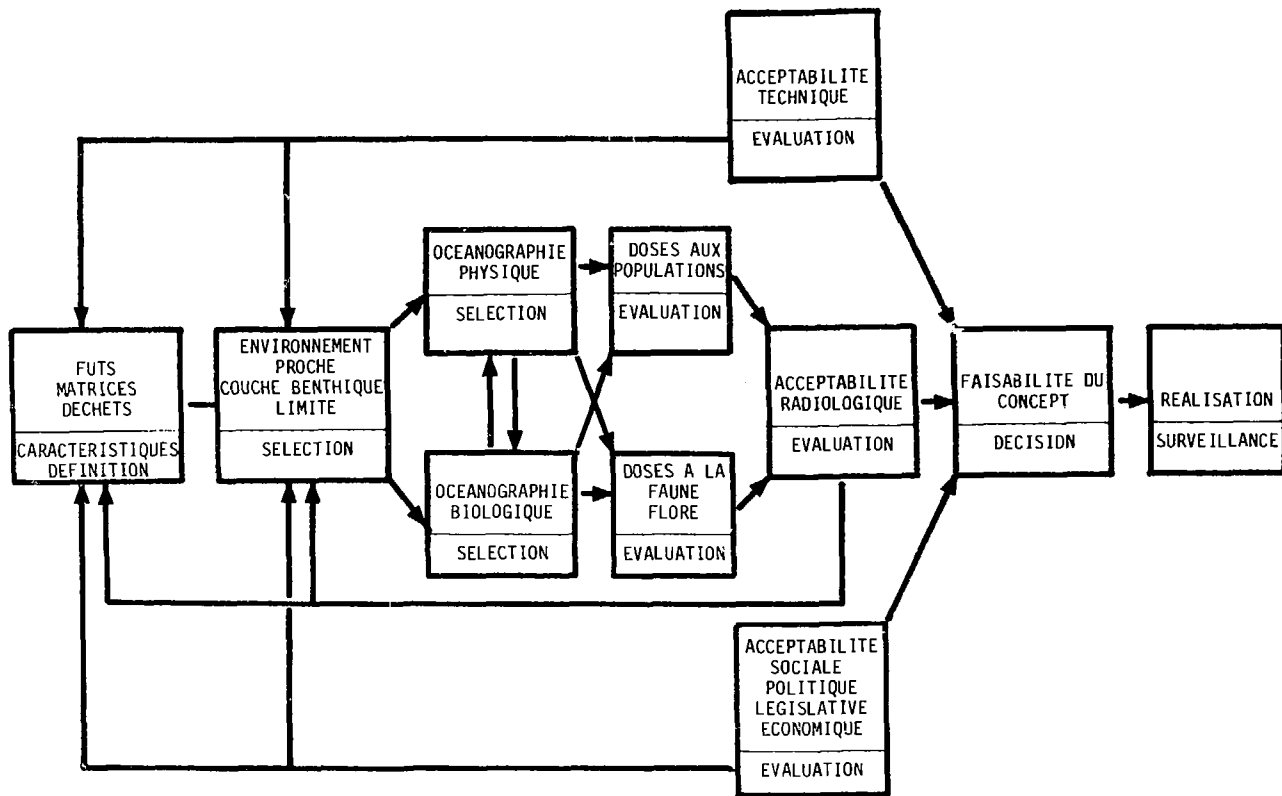 ACCEPTABILITE
TECHNIQUE
EVALUATION
OCEANOGRAPHIE
PHYSIQUE
SELECTION
DOSES AUX
POPULATIONS
EVALUATION
FUTS
MATRICES
DECHETS
CARACTERISTIQUES
DEFINITION
ENVIRONNEMENT
PROCHE
COUCHE BENTHIQUE
LIMITE
SELECTION
OCEANOGRAPHIE
BIOLOGIQUE
SELECTION
DOSES A LA
FAUNE
FLORE
EVALUATION
ACCEPTABILITE
RADIOLOGIQUE
EVALUATION
FAISABILITE DU
CONCEPT
DECISION
REALISATION
SURVEILLANCE
ACCEPTABILITE
SOCIALE
POLITIQUE
LEGISLATIVE
ECONOMIQUE
EVALUATION